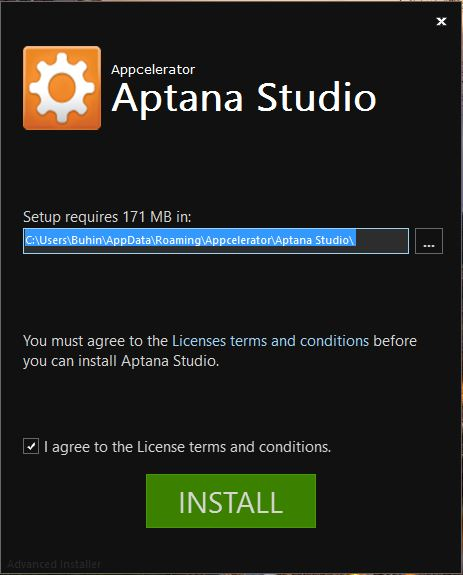 Appcelerator
Aptana Studio
Setup requires 171 MB in:
C:\Users\Buhin\AppData\Roaming\Appcelerator\Aptana Studio\
...
You must agree to the Licenses terms and conditions before
you can install Aptana Studio.
I agree to the License terms and conditions.
INSTALL
Advanced Installer